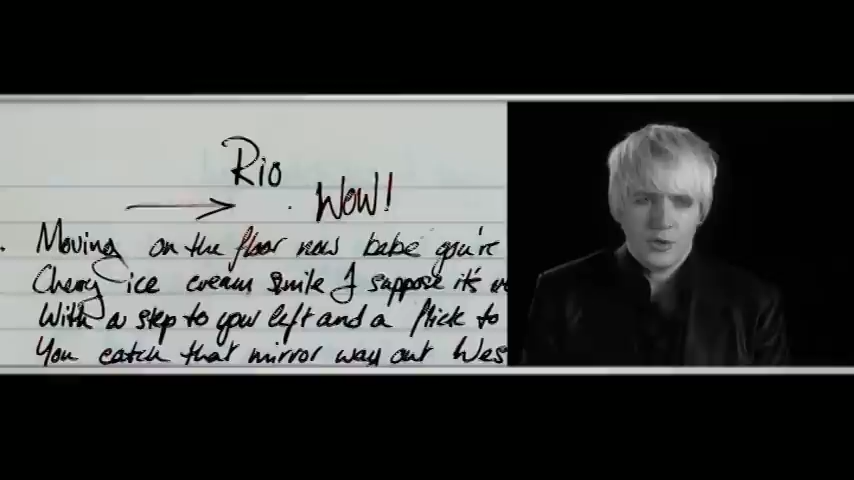 Rio
Wow!
Moving on the floor now babe you're
Cherry ice cream smile I suppose it's
With a step to your left and a flick to
You catch that mirror way out Wes